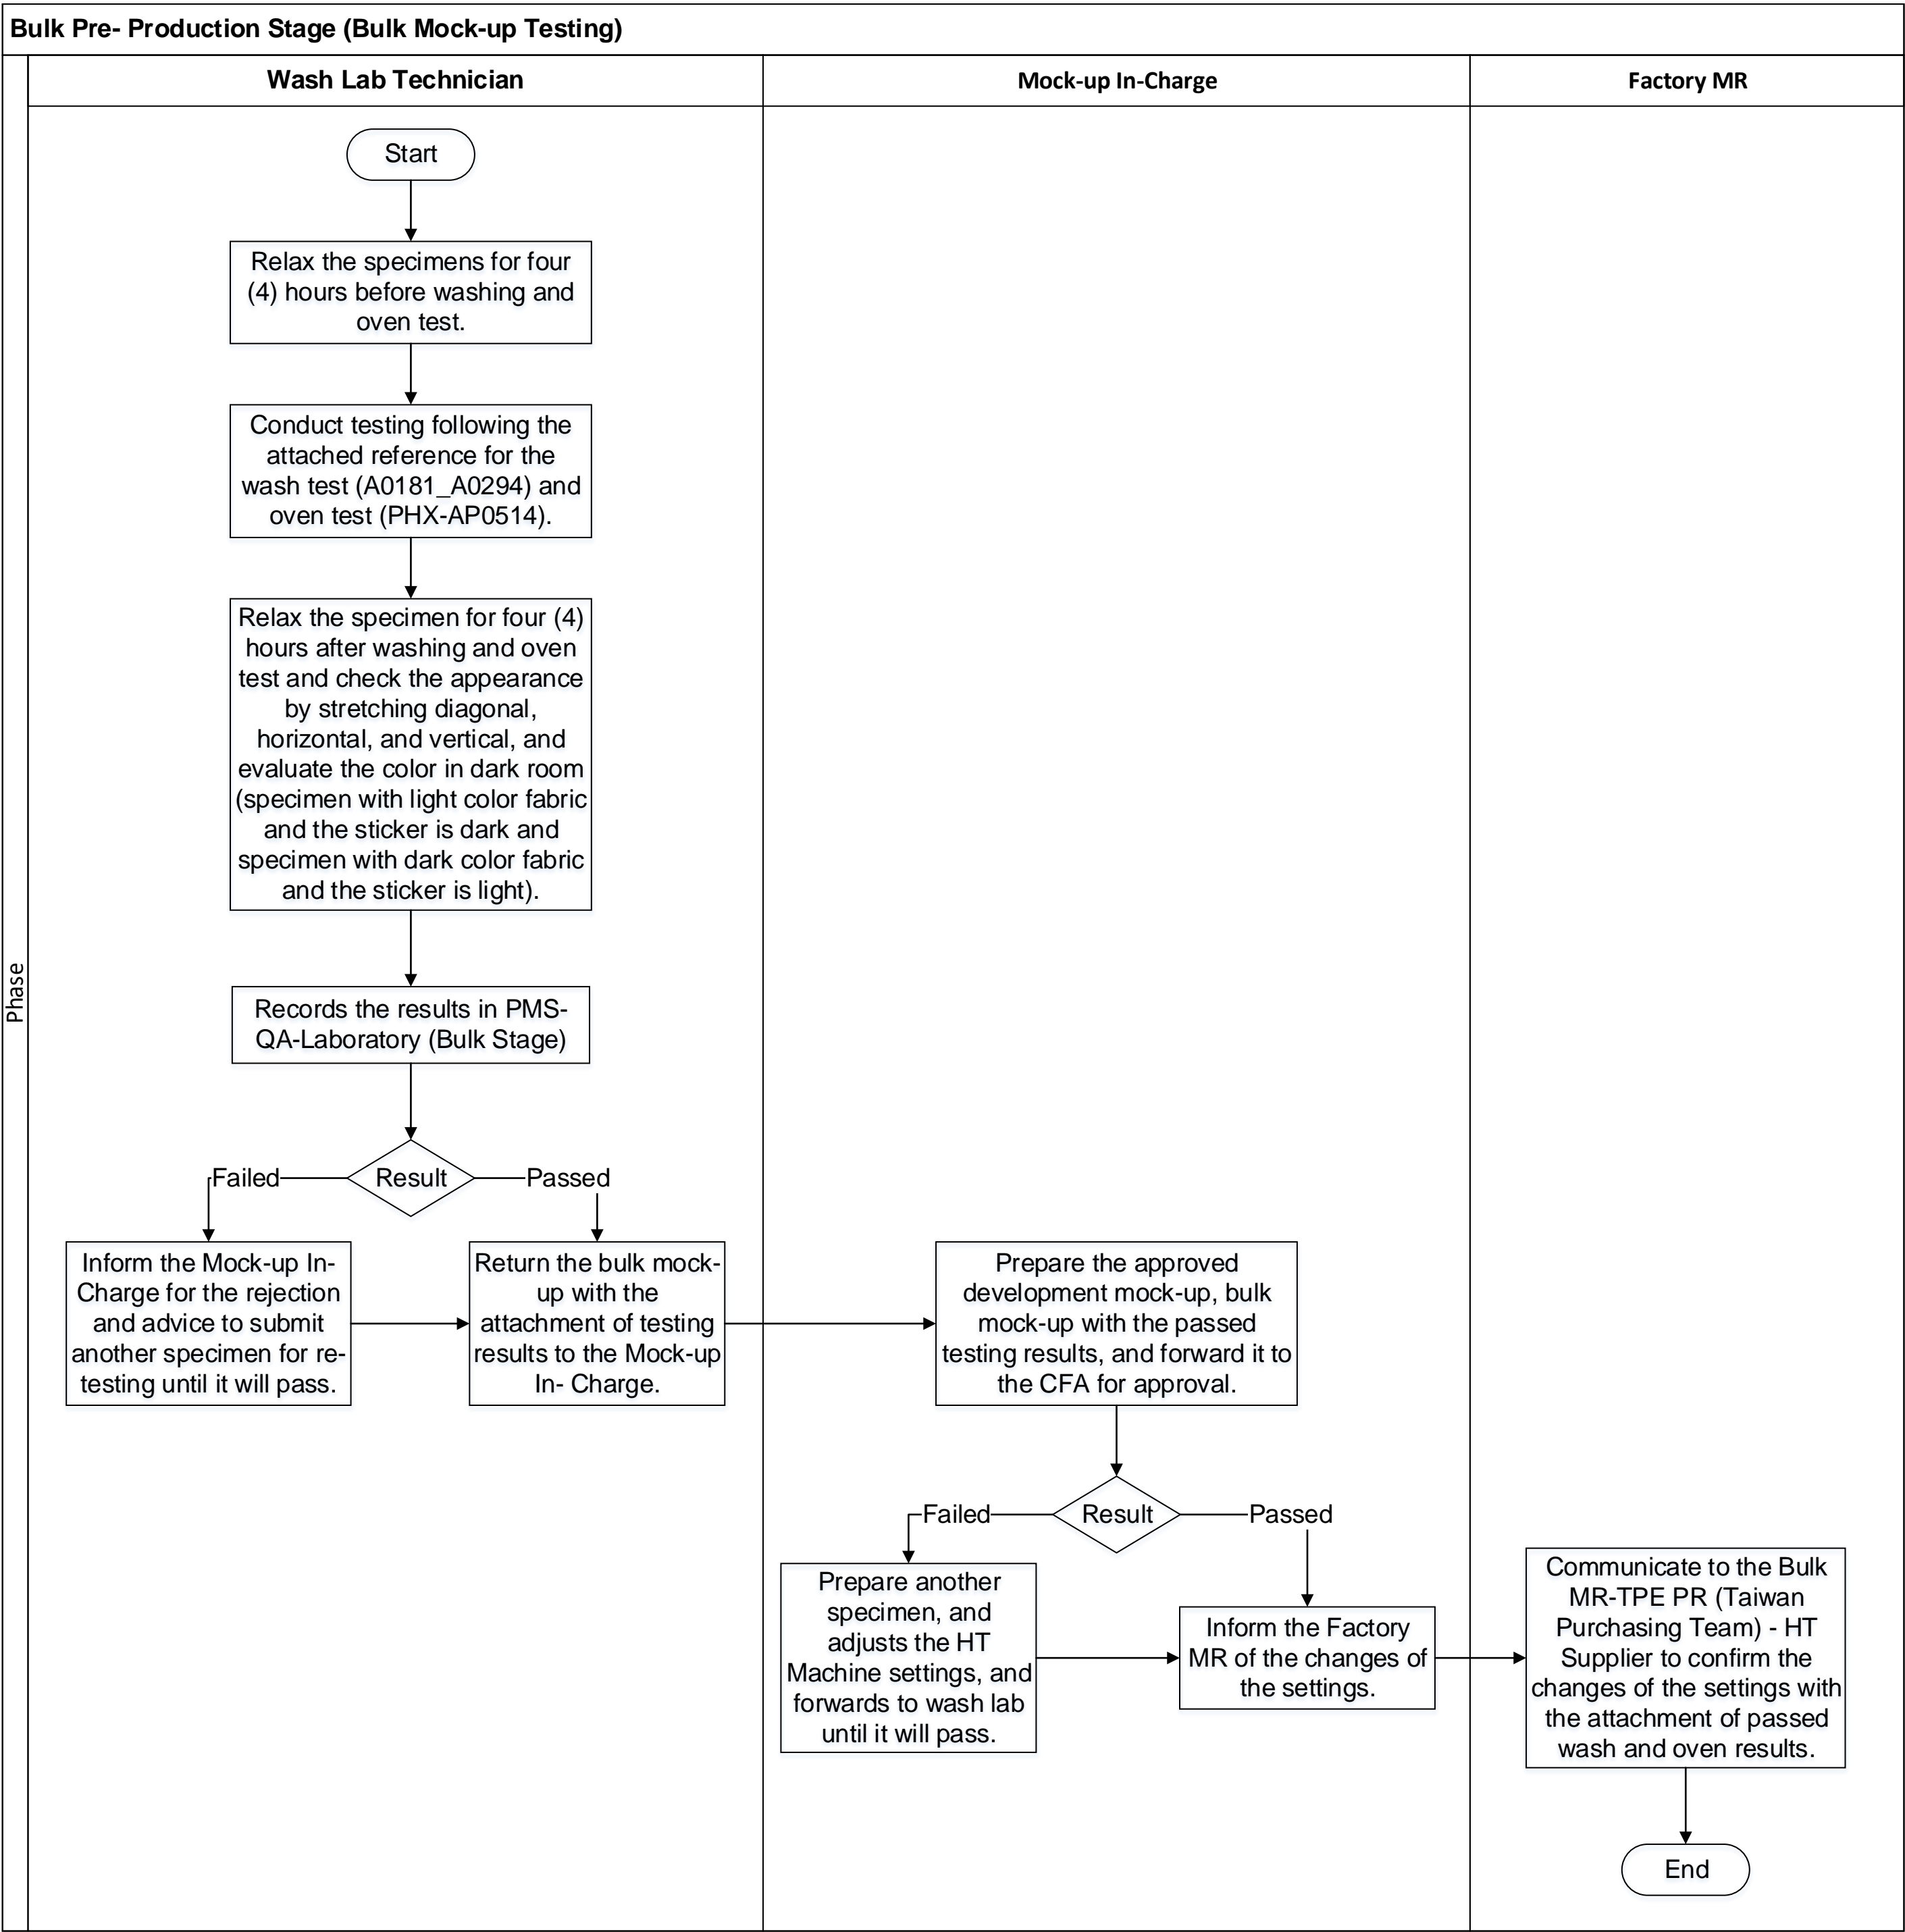 Bulk Pre- Production Stage (Bulk Mock-up Testing)
Phase
Wash Lab Technician
Mock-up In-Charge
Factory MR
Start
Relax the specimens for four
(4) hours before washing and
oven test.
Conduct testing following the
attached reference for the
wash test (A0181_A0294) and
oven test (PHX-AP0514).
Relax the specimen for four (4)
hours after washing and oven
test and check the appearance
by stretching diagonal,
horizontal, and vertical, and
evaluate the color in dark room
(specimen with light color fabric
and the sticker is dark and
specimen with dark color fabric
and the sticker is light).
Records the results in PMS-
QA-Laboratory (Bulk Stage)
Failed
Result
Passed
Inform the Mock-up In-
Charge for the rejection
and advice to submit
another specimen for re-
testing until it will pass.
Return the bulk mock-
up with the
attachment of testing
results to the Mock-up
In- Charge.
Prepare the approved
development mock-up, bulk
mock-up with the passed
testing results, and forward it to
the CFA for approval.
Failed
Result
Passed
Prepare another
specimen, and
adjusts the HT
Machine settings, and
forwards to wash lab
until it will pass.
Inform the Factory
MR of the changes of
the settings.
Communicate to the Bulk
MR-TPE PR (Taiwan
Purchasing Team) - HT
Supplier to confirm the
changes of the settings with
the attachment of passed
wash and oven results.
End